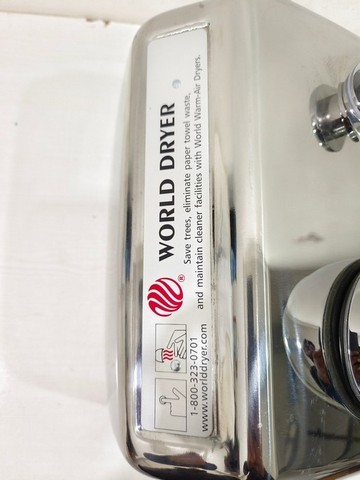 WORLD DRYER
®
Save trees, eliminate paper towel waste,
and maintain cleaner facilities with World Warm-Air Dryers.
1-800-323-0701
www.worlddryer.com